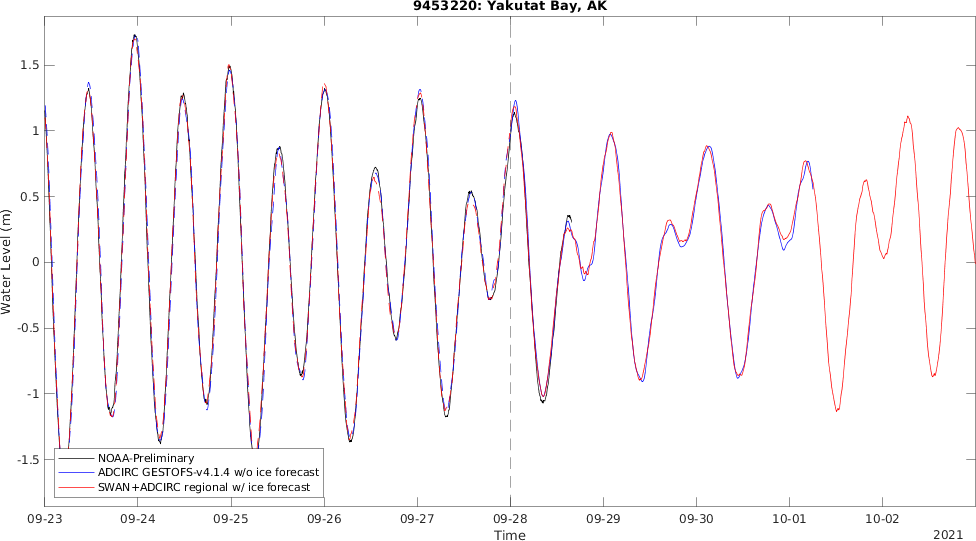 9453220: Yakutat Bay, AK
Water Level (m)
1.5
1
0.5
0
-0.5
-1
-1.5
NOAA-Preliminary
ADCIRC GESTOFS-v4.1.4 w/o ice forecast
SWAN+ADCIRC regional w/ ice forecast
09-23 09-24 09-25 09-26 09-27 09-28 09-29 09-30 10-01 10-02
Time
2021